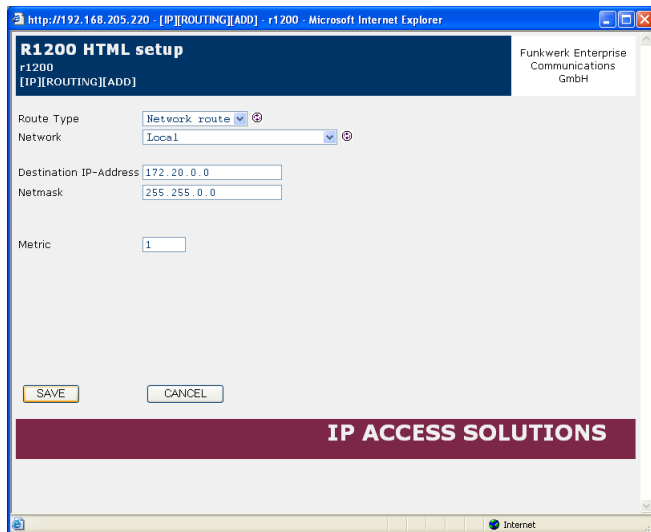 http://192.168.205.220 - [IP][ROUTING][ADD] - r1200 - Microsoft Internet Explorer
R1200 HTML setup
r1200
[IP][ROUTING][ADD]
Funkwerk Enterprise
Communications
GmbH
Route Type Network route
Network Local
Destination IP-Address 172.20.0.0
Netmask 255.255.0.0
Metric 1
SAVE CANCEL
IP ACCESS SOLUTIONS
Internet